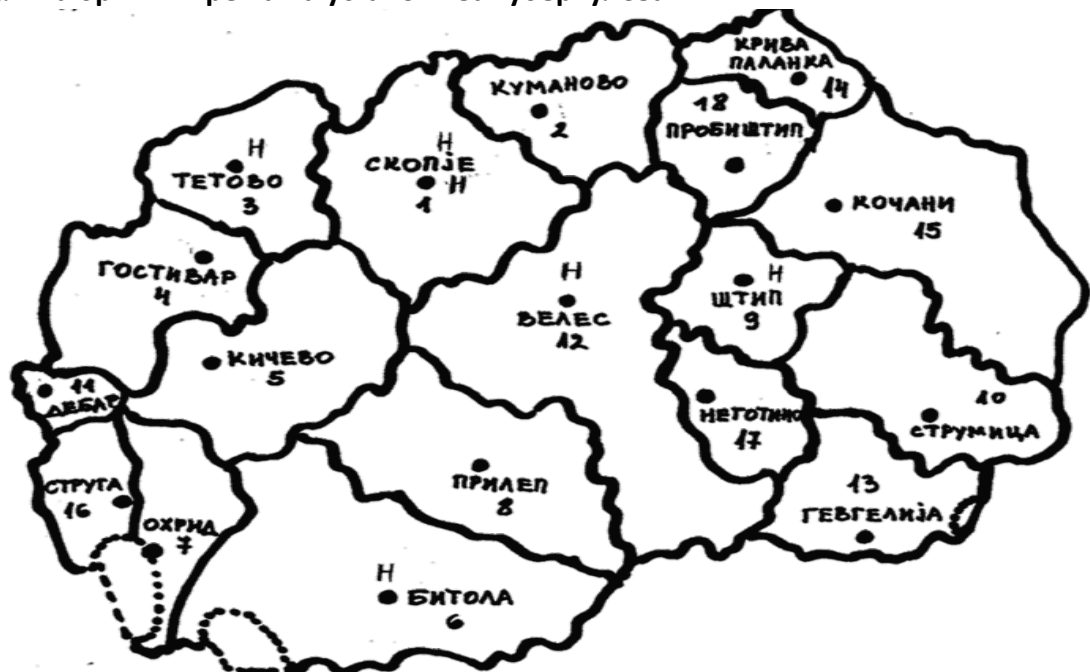 КРИВА
ПАЛАНКА
14
КУМАНОВО
2
18
ПРОБИШТИП
Н
ТЕТОВО
3
Н
СКОПЈЕ
Н
1
КОЧАНИ
15
ГОСТИВАР
4
Н
ВЕЛЕС
12
Н
ШТИП
9
КИЧЕВО
5
11
ДЕБАР
НЕГОТИНО
17
10
СТРУМИЦА
СТРУГА
16
ПРИЛЕП
8
13
ГЕВГЕЛИЈА
ОХРИД
7
Н
БИТОЛА
6